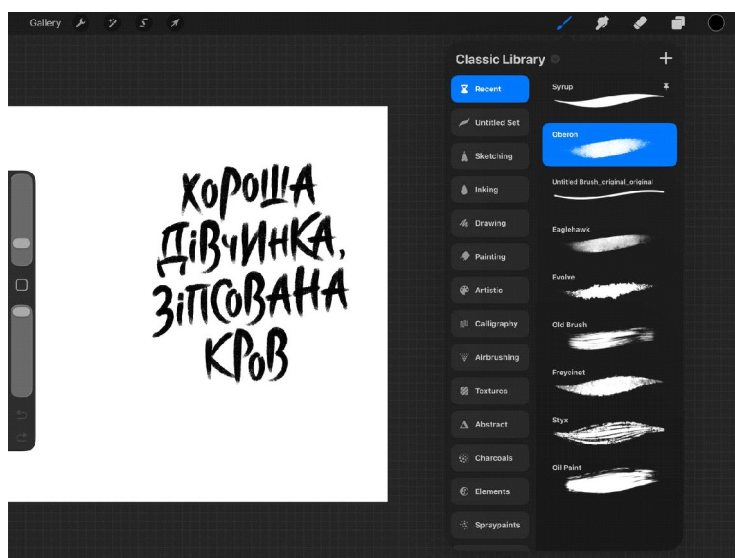 Gallery
Classic Library
Recent
Untitled Set
Sketching
Inking
Drawing
Painting
Artistic
Calligraphy
Airbrushing
Textures
Abstract
Charcoals
Elements
Spraypaints
Syrup
Oberon
Untitled Brush_original_original
Eaglehawk
Evolve
Old Brush
Freycinet
Styx
Oil Paint
ХОРОША
ДІВЧИНКА,
ЗІПСОВАНА
КРОВ